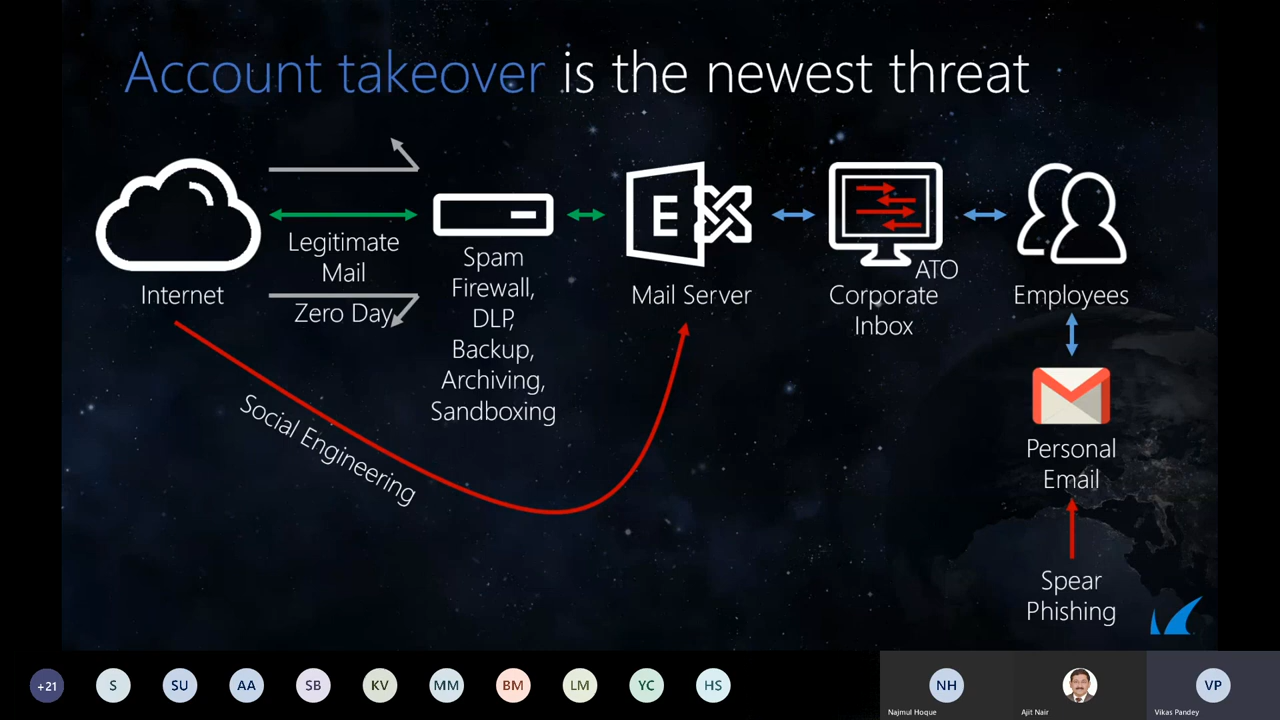 Account takeover is the newest threat
Legitimate
Mail
Internet
Zero Day
Spam
Firewall,
DLP,
Backup,
Archiving,
Sandboxing
E
Mail Server
ATO
Corporate
Inbox
Employees
Social Engineering
Personal
Email
Spear
Phishing
+21
S
SU
AA
SB
KV
MM
BM
LM
YC
HS
NH
Najmul Hoque
Ajit Nair
VP
Vikas Pandey